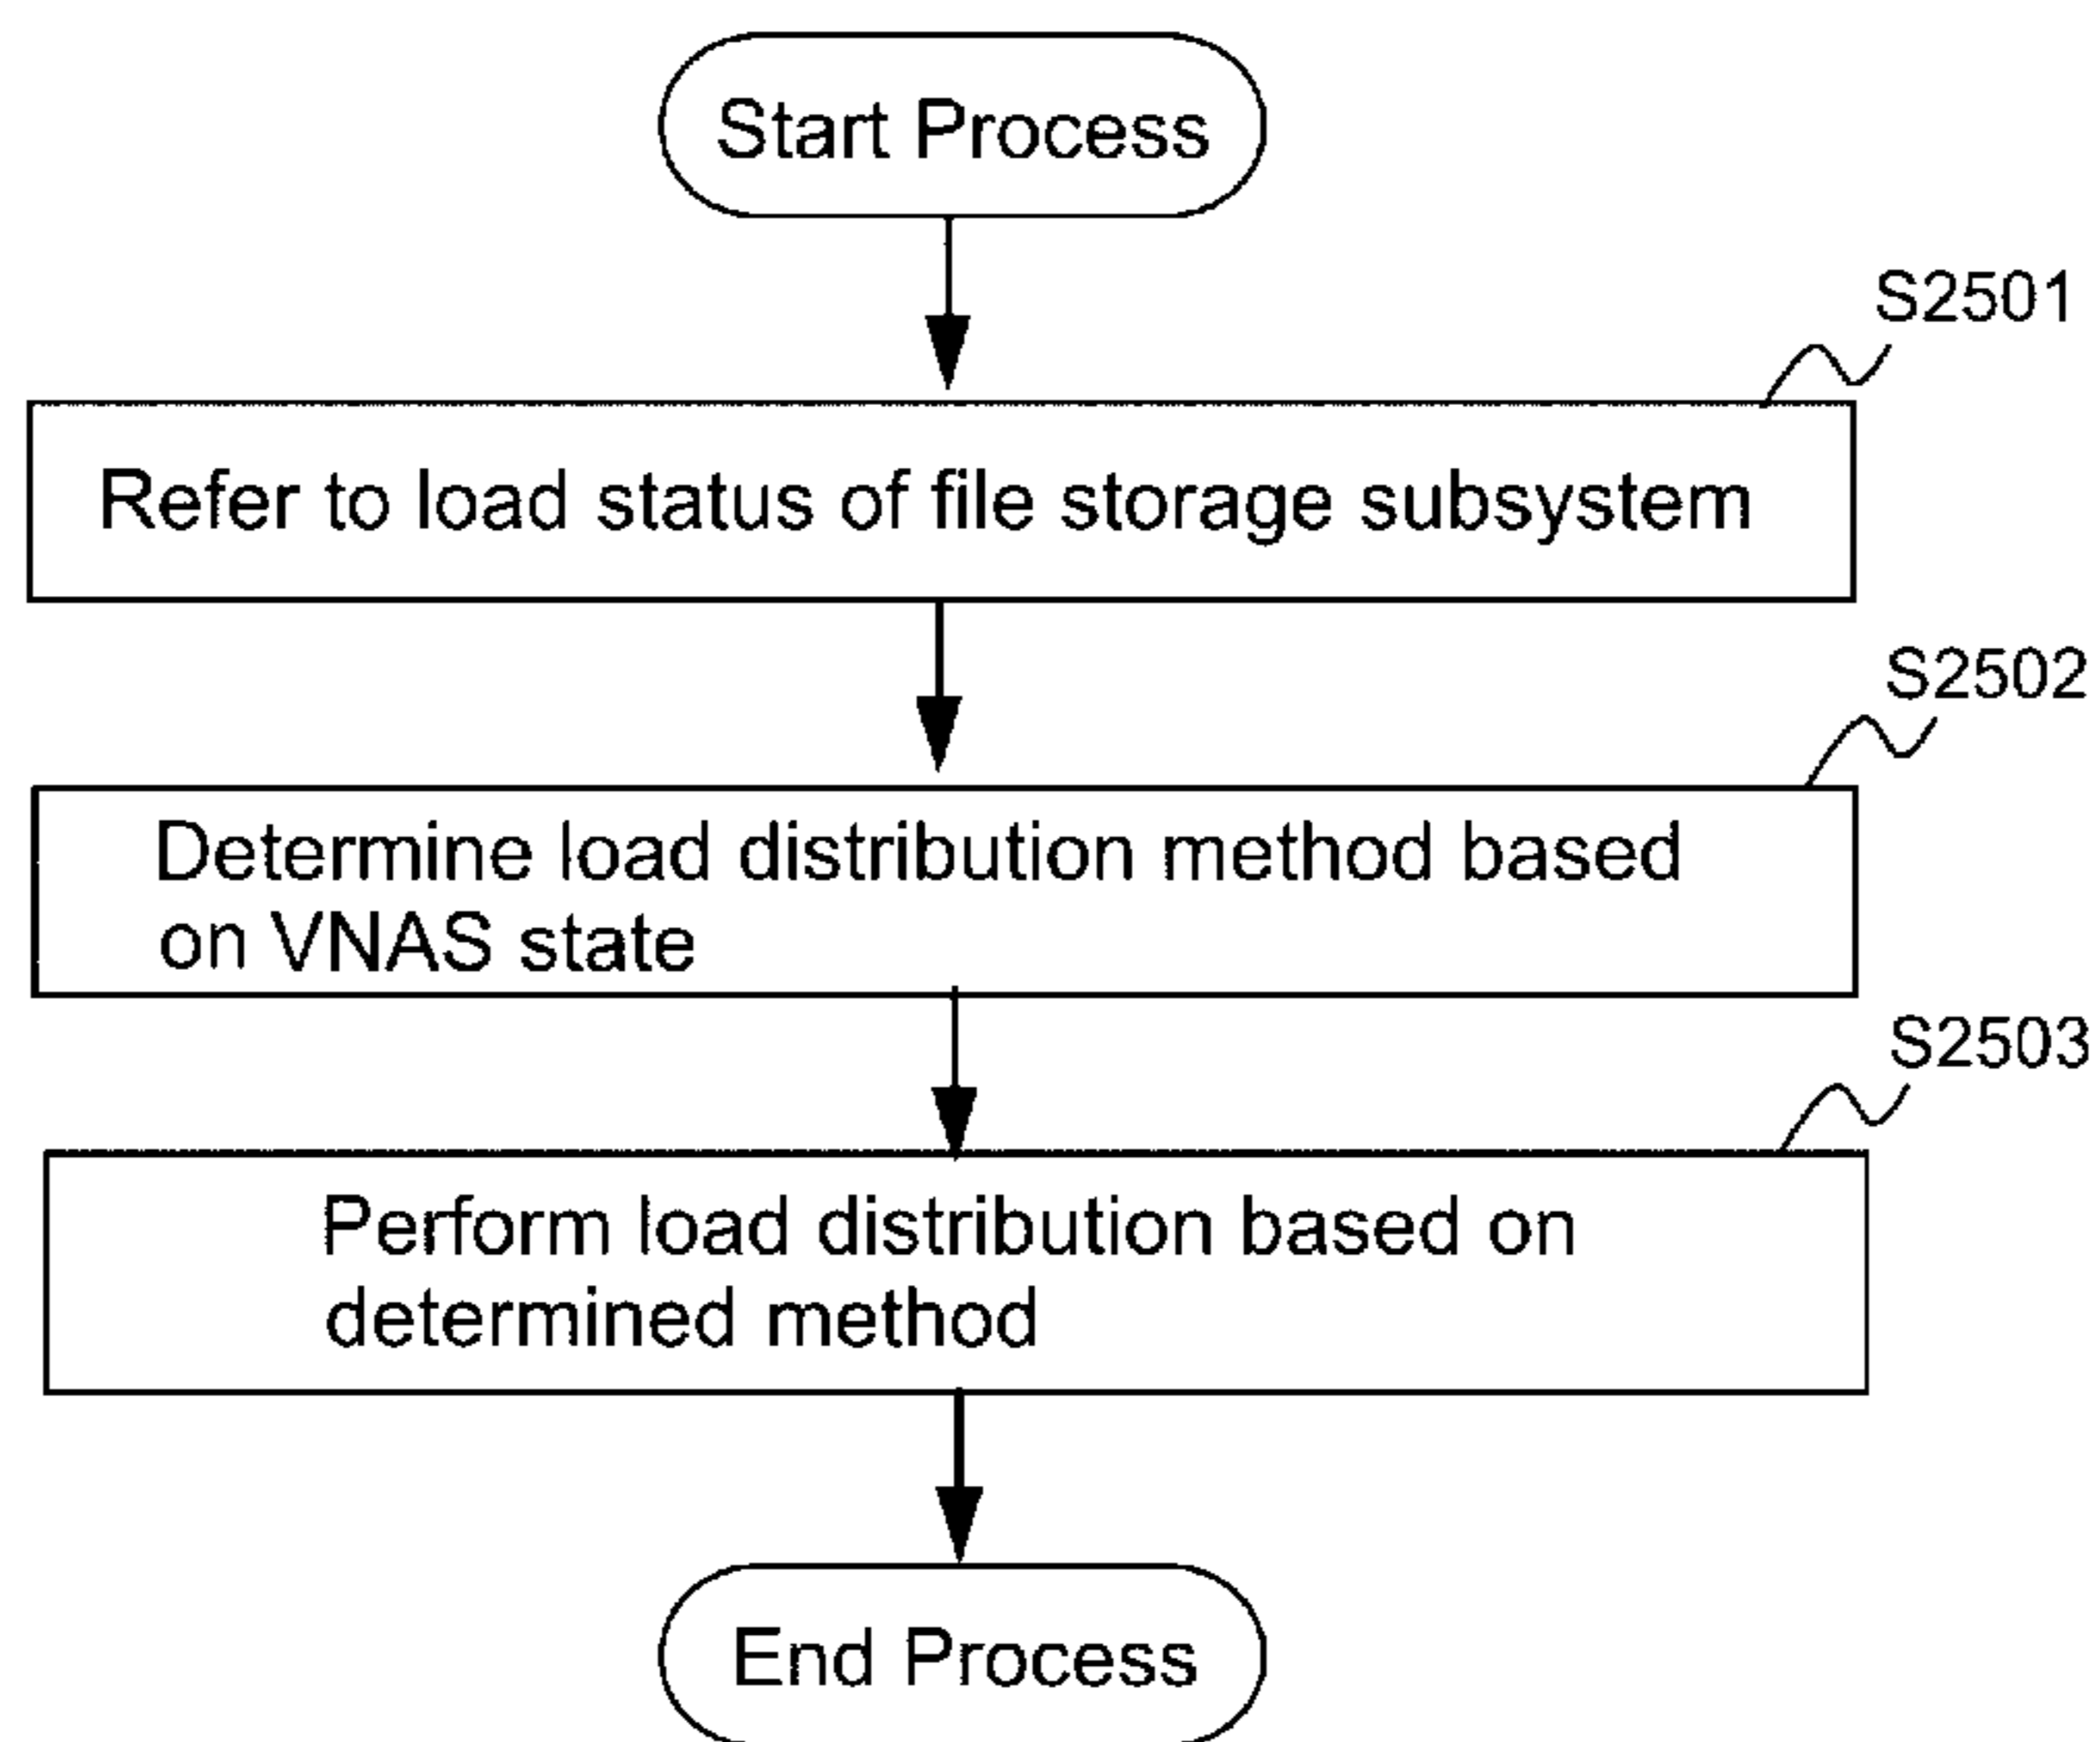 Start Process
S2501
Refer to load status of file storage subsystem
S2502
Determine load distribution method based
on VNAS state
S2503
Perform load distribution based on
determined method
End Process